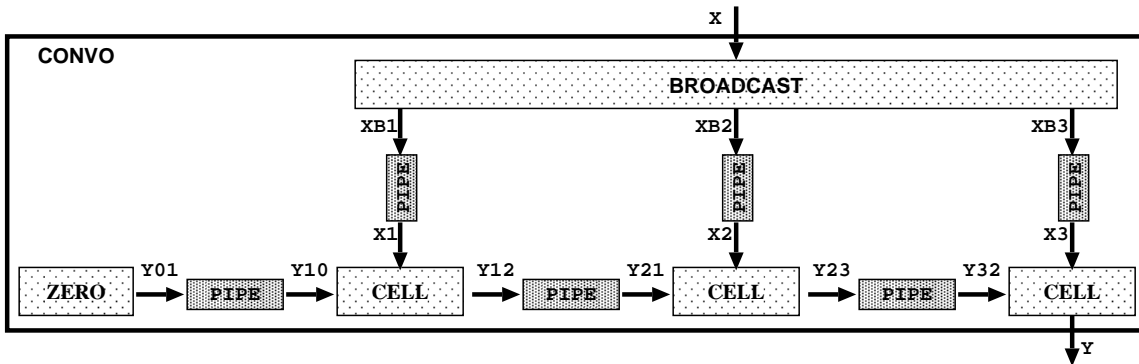 X
CONVO
BROADCAST
XB1 XB2 XB3
PIPE PIPE PIPE
X1 X2 X3
Y01 Y10 Y12 Y21 Y23 Y32
ZERO PIPE CELL PIPE CELL PIPE CELL
Y